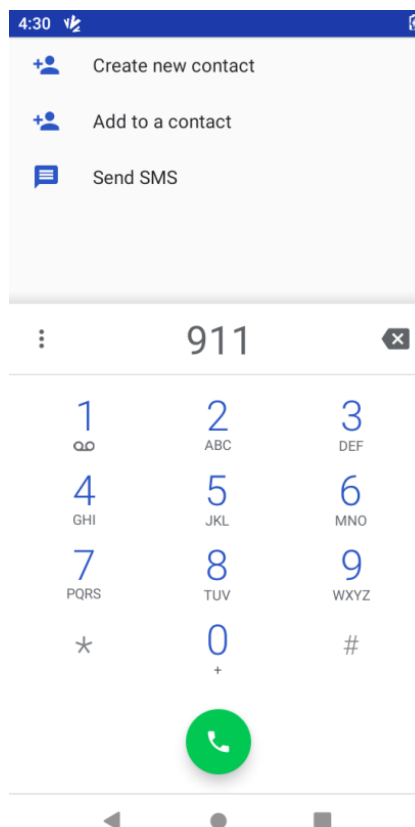 4:30
Create new contact
Add to a contact
Send SMS
911
1 2 3
ABC DEF
4 5 6
GHI JKL MNO
7 8 9
PQRS TUV WXYZ
* 0 #
+